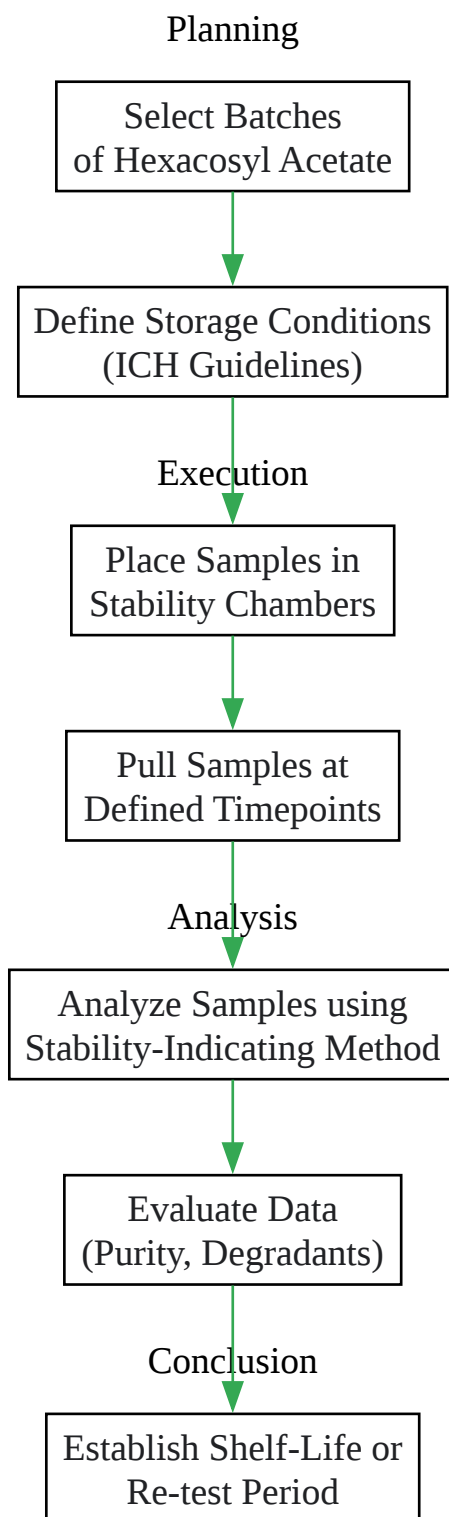 Planning
Select Batches
of Hexacosyl Acetate
Define Storage Conditions
(ICH Guidelines)
Execution
Place Samples in
Stability Chambers
Pull Samples at
Defined Timepoints
Analysis
Analyze Samples using
Stability-Indicating Method
Evaluate Data
(Purity, Degradants)
Conclusion
Establish Shelf-Life or
Re-test Period